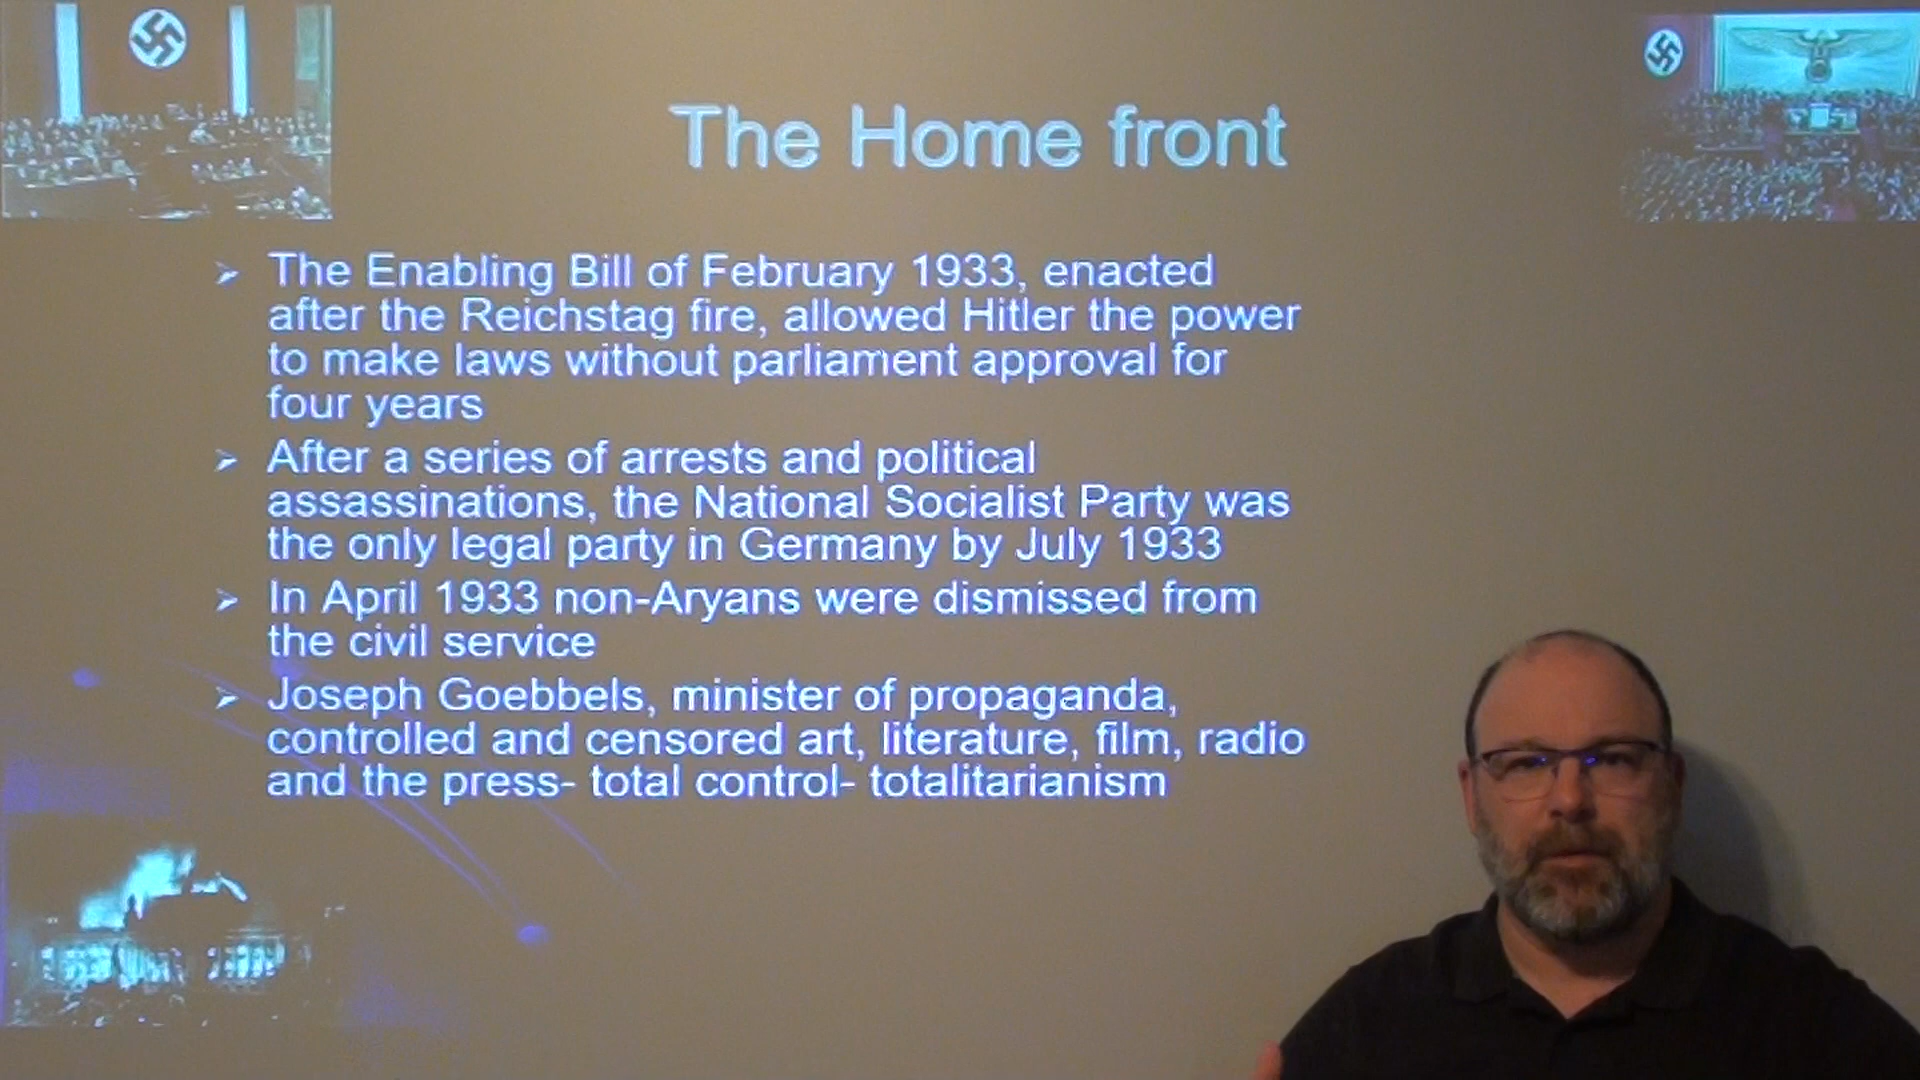 The Home front
➢ The Enabling Bill of February 1933, enacted
after the Reichstag fire, allowed Hitler the power
to make laws without parliament approval for
four years
➢ After a series of arrests and political
assassinations, the National Socialist Party was
the only legal party in Germany by July 1933
➢ In April 1933 non-Aryans were dismissed from
the civil service
➢ Joseph Goebbels, minister of propaganda,
controlled and censored art, literature, film, radio
and the press- total control- totalitarianism